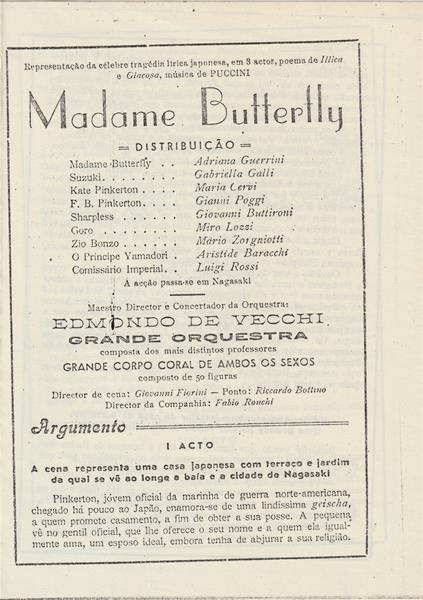 Representação da célebre tragédia lírica japonesa, em 3 actos, poema de Illica
e Giacosa, música de PUCCINI
Madame Butterfly
= DISTRIBUIÇÃO =
Madame Butterfly . . Adriana Guerrini
Suzuki . . . . . . . Gabriella Galli
Kate Pinkerton . . . . Maria Cervi
F. B. Pinkerton . . . . Gianni Poggi
Sharpless . . . . . . Giovanni Buttironi
Goro . . . . . . . . Miro Lozzi
Zio Bonzo . . . . . . Mário Zorgniotti
O Príncipe Yamadori . Aristide Baracchi
Comissário Imperial . . Luigi Rossi
A acção passa-se em Nagasaki
Maestro Director e Concertador da Orquestra:
EDMONDO DE VECCHI
GRANDE ORQUESTRA
composta dos mais distintos professores
GRANDE CORPO CORAL DE AMBOS OS SEXOS
composto de 50 figuras
Director de cena: Giovanni Fiorini — Ponto: Riccardo Bottino
Director da Companhia: Fabio Ronchi
Argumento
I ACTO
A cena representa uma casa japonesa com terraço e jardim
da qual se vê ao longe a baía e a cidade de Nagasaki
Pinkerton, jóvem oficial da marinha de guerra norte-americana,
chegado há pouco ao Japão, enamora-se de uma lindíssima geischa,
a quem promete casamento, a fim de obter a sua posse. A pequena
vê no gentil oficial, que lhe oferece o seu nome e a quem ela igual-
mente ama, um esposo ideal, embora tenha de abjurar a sua religião.